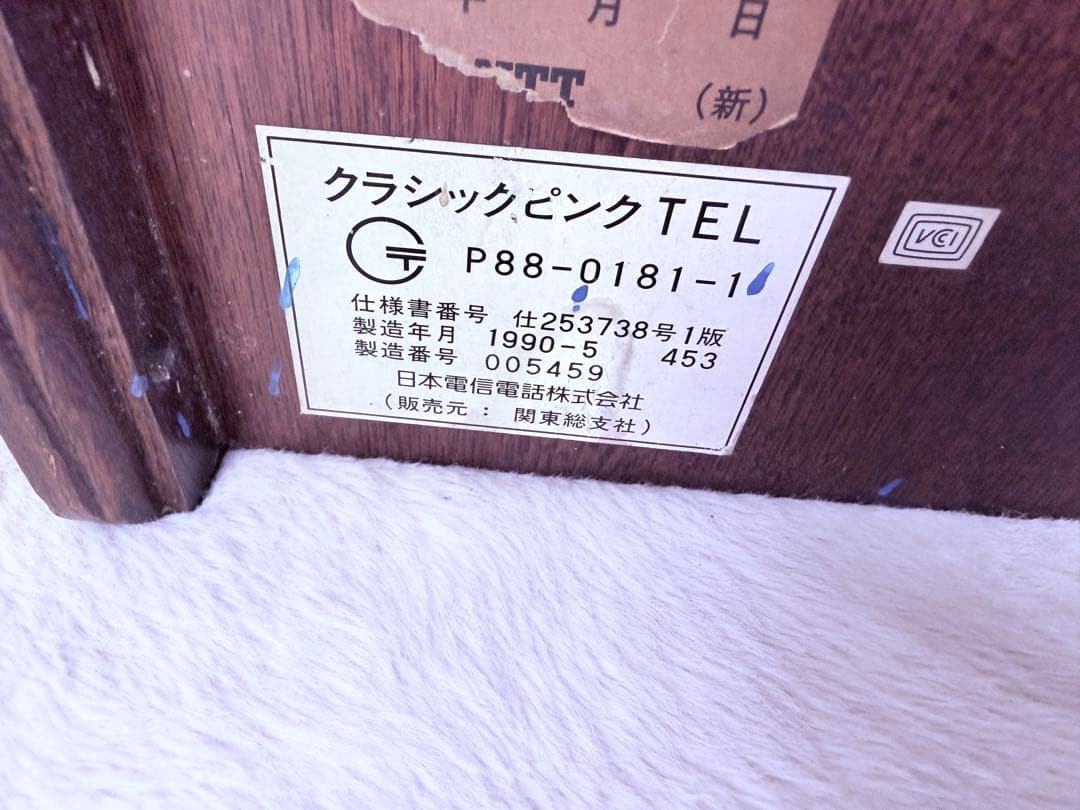 月 日
NTT
(新)
クラシックピンクTEL
〒 P88-0181-1
仕様書番号 仕253738号1版
製造年月 1990-5 453
製造番号 005459
日本電信電話株式会社
(販売元: 関東総支社)
VCCI